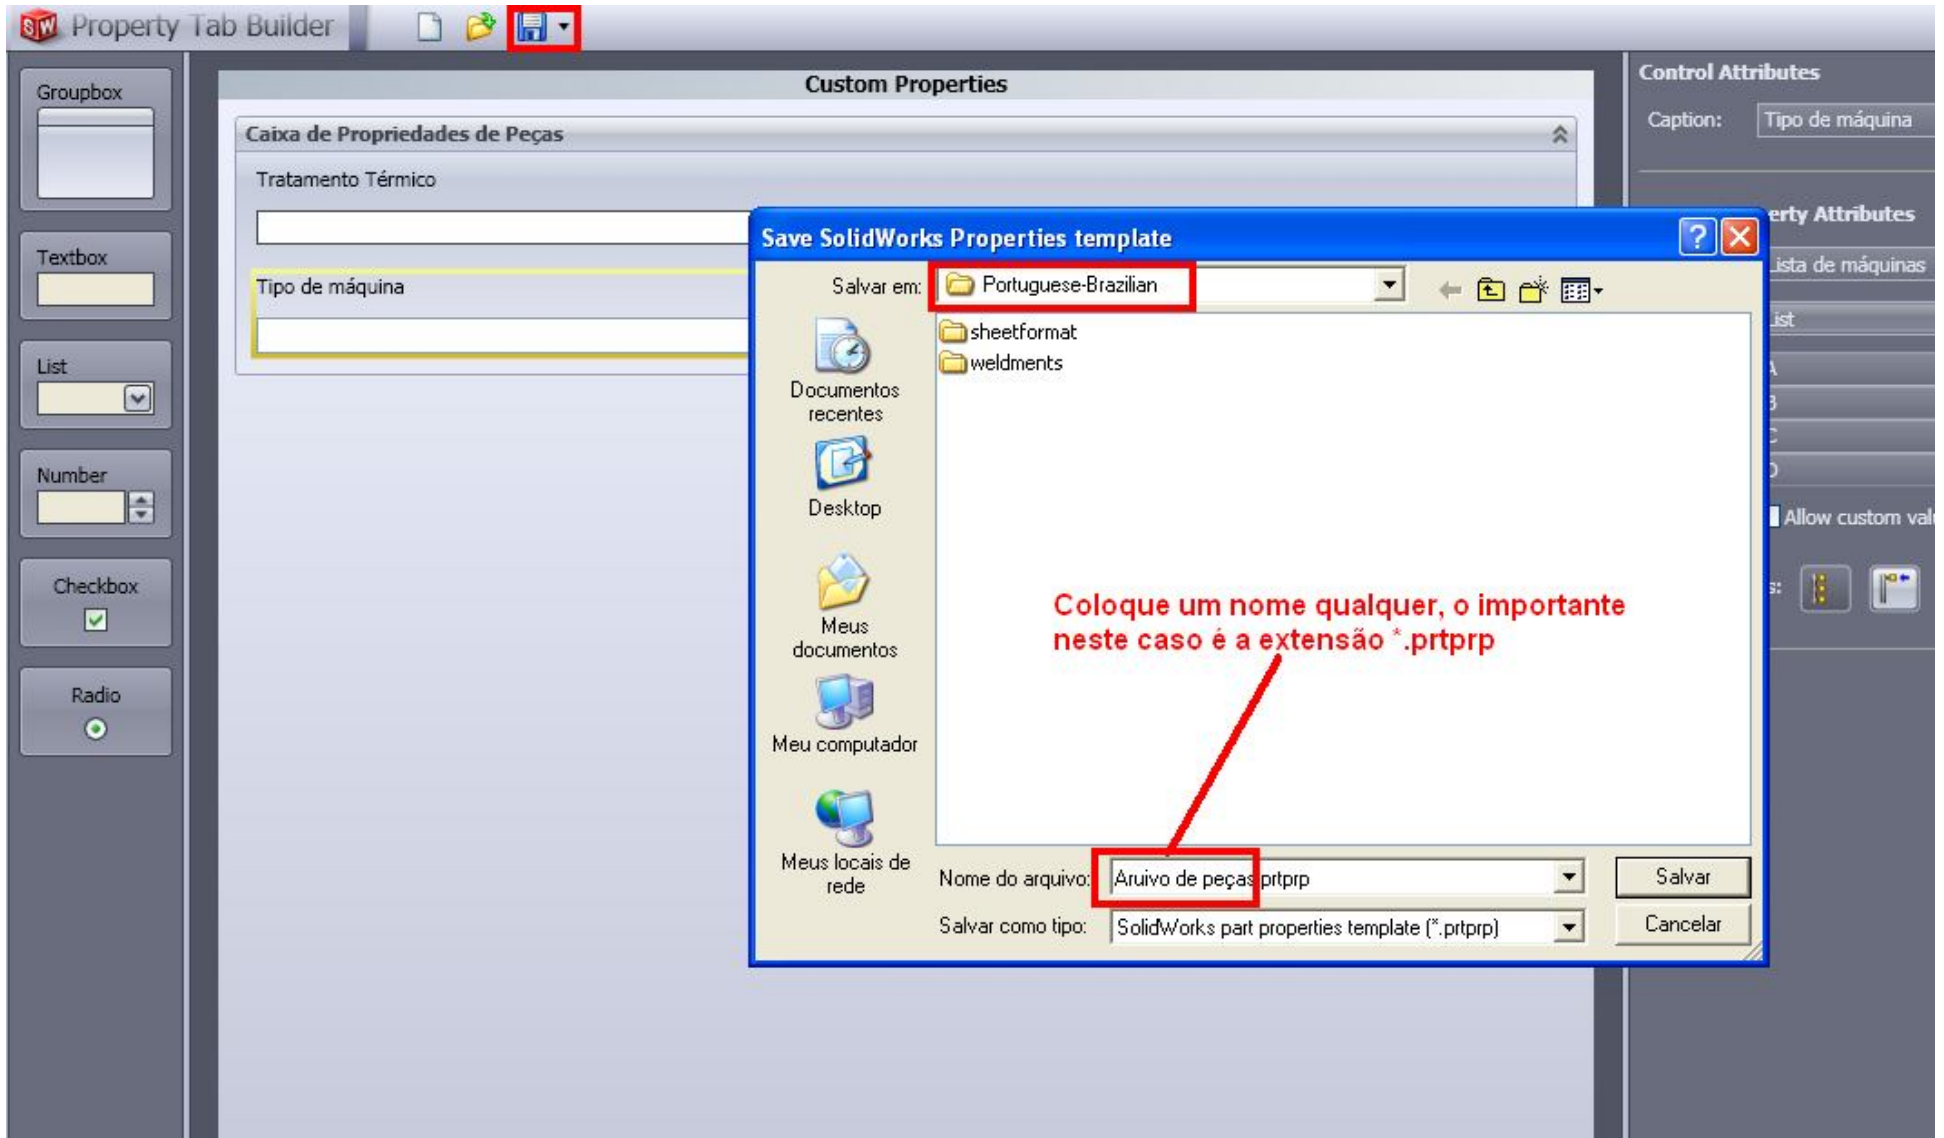 SW Property Tab Builder
Groupbox
Textbox
List
Number
Checkbox
Radio
Custom Properties
Caixa de Propriedades de Peças
Tratamento Térmico
Tipo de máquina
Control Attributes
Caption: Tipo de máquina
erty Attributes
Lista de máquinas
List
A
B
C
D
Allow custom val
s:
Save SolidWorks Properties template
Salvar em: Portuguese-Brazilian
sheetformat
weldments
Documentos
recentes
Desktop
Meus
documentos
Meu computador
Meus locais de
rede
Coloque um nome qualquer, o importante
neste caso é a extensão *.prtprp
Nome do arquivo: Aruivo de peças.prtprp
Salvar
Salvar como tipo: SolidWorks part properties template (*.prtprp)
Cancelar